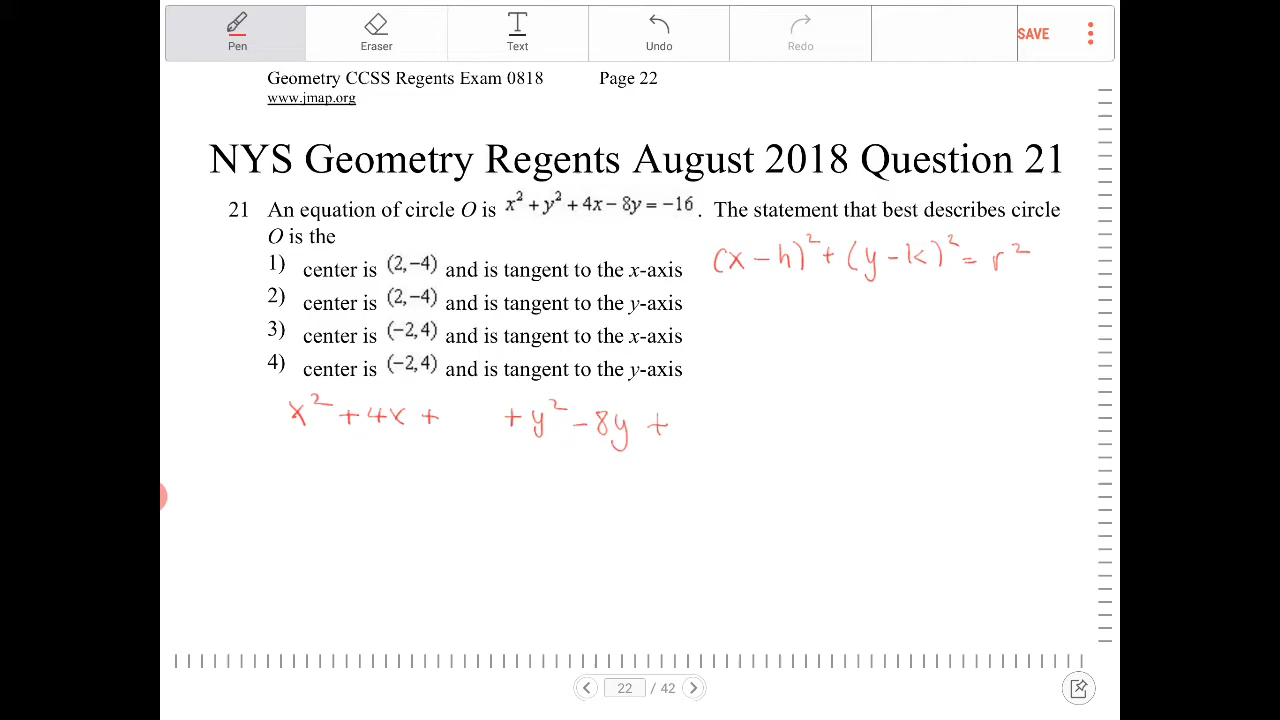 Pen Eraser Text Undo Redo SAVE
Geometry CCSS Regents Exam 0818 Page 22
www.jmap.org
NYS Geometry Regents August 2018 Question 21
21 An equation of circle O is x² + y² + 4x − 8y = −16. The statement that best describes circle
O is the
1) center is (2,−4) and is tangent to the x-axis
(x − h)² + (y − k)² = r²
2) center is (2,−4) and is tangent to the y-axis
3) center is (−2,4) and is tangent to the x-axis
4) center is (−2,4) and is tangent to the y-axis
x² + 4x + + y² − 8y +
22 / 42